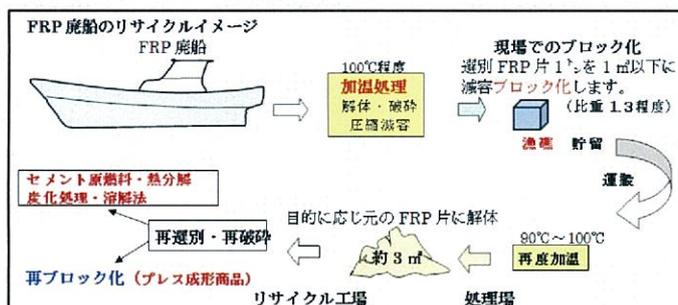 FRP廃船のリサイクルイメージ
FRP廃船
100℃程度
加温処理
解体・破砕
圧縮減容
現場でのブロック化
選別FRP片1㌧を1㎥以下に
減容ブロック化します。
(比重1.3程度)
漁礁 貯留
運搬
90℃～100℃
再度加温
処理場
目的に応じ元のFRP片に解体
約3㎥
リサイクル工場
再選別・再破砕
セメント原燃料・熱分解
炭化処理・溶解法
再ブロック化(プレス成形商品)